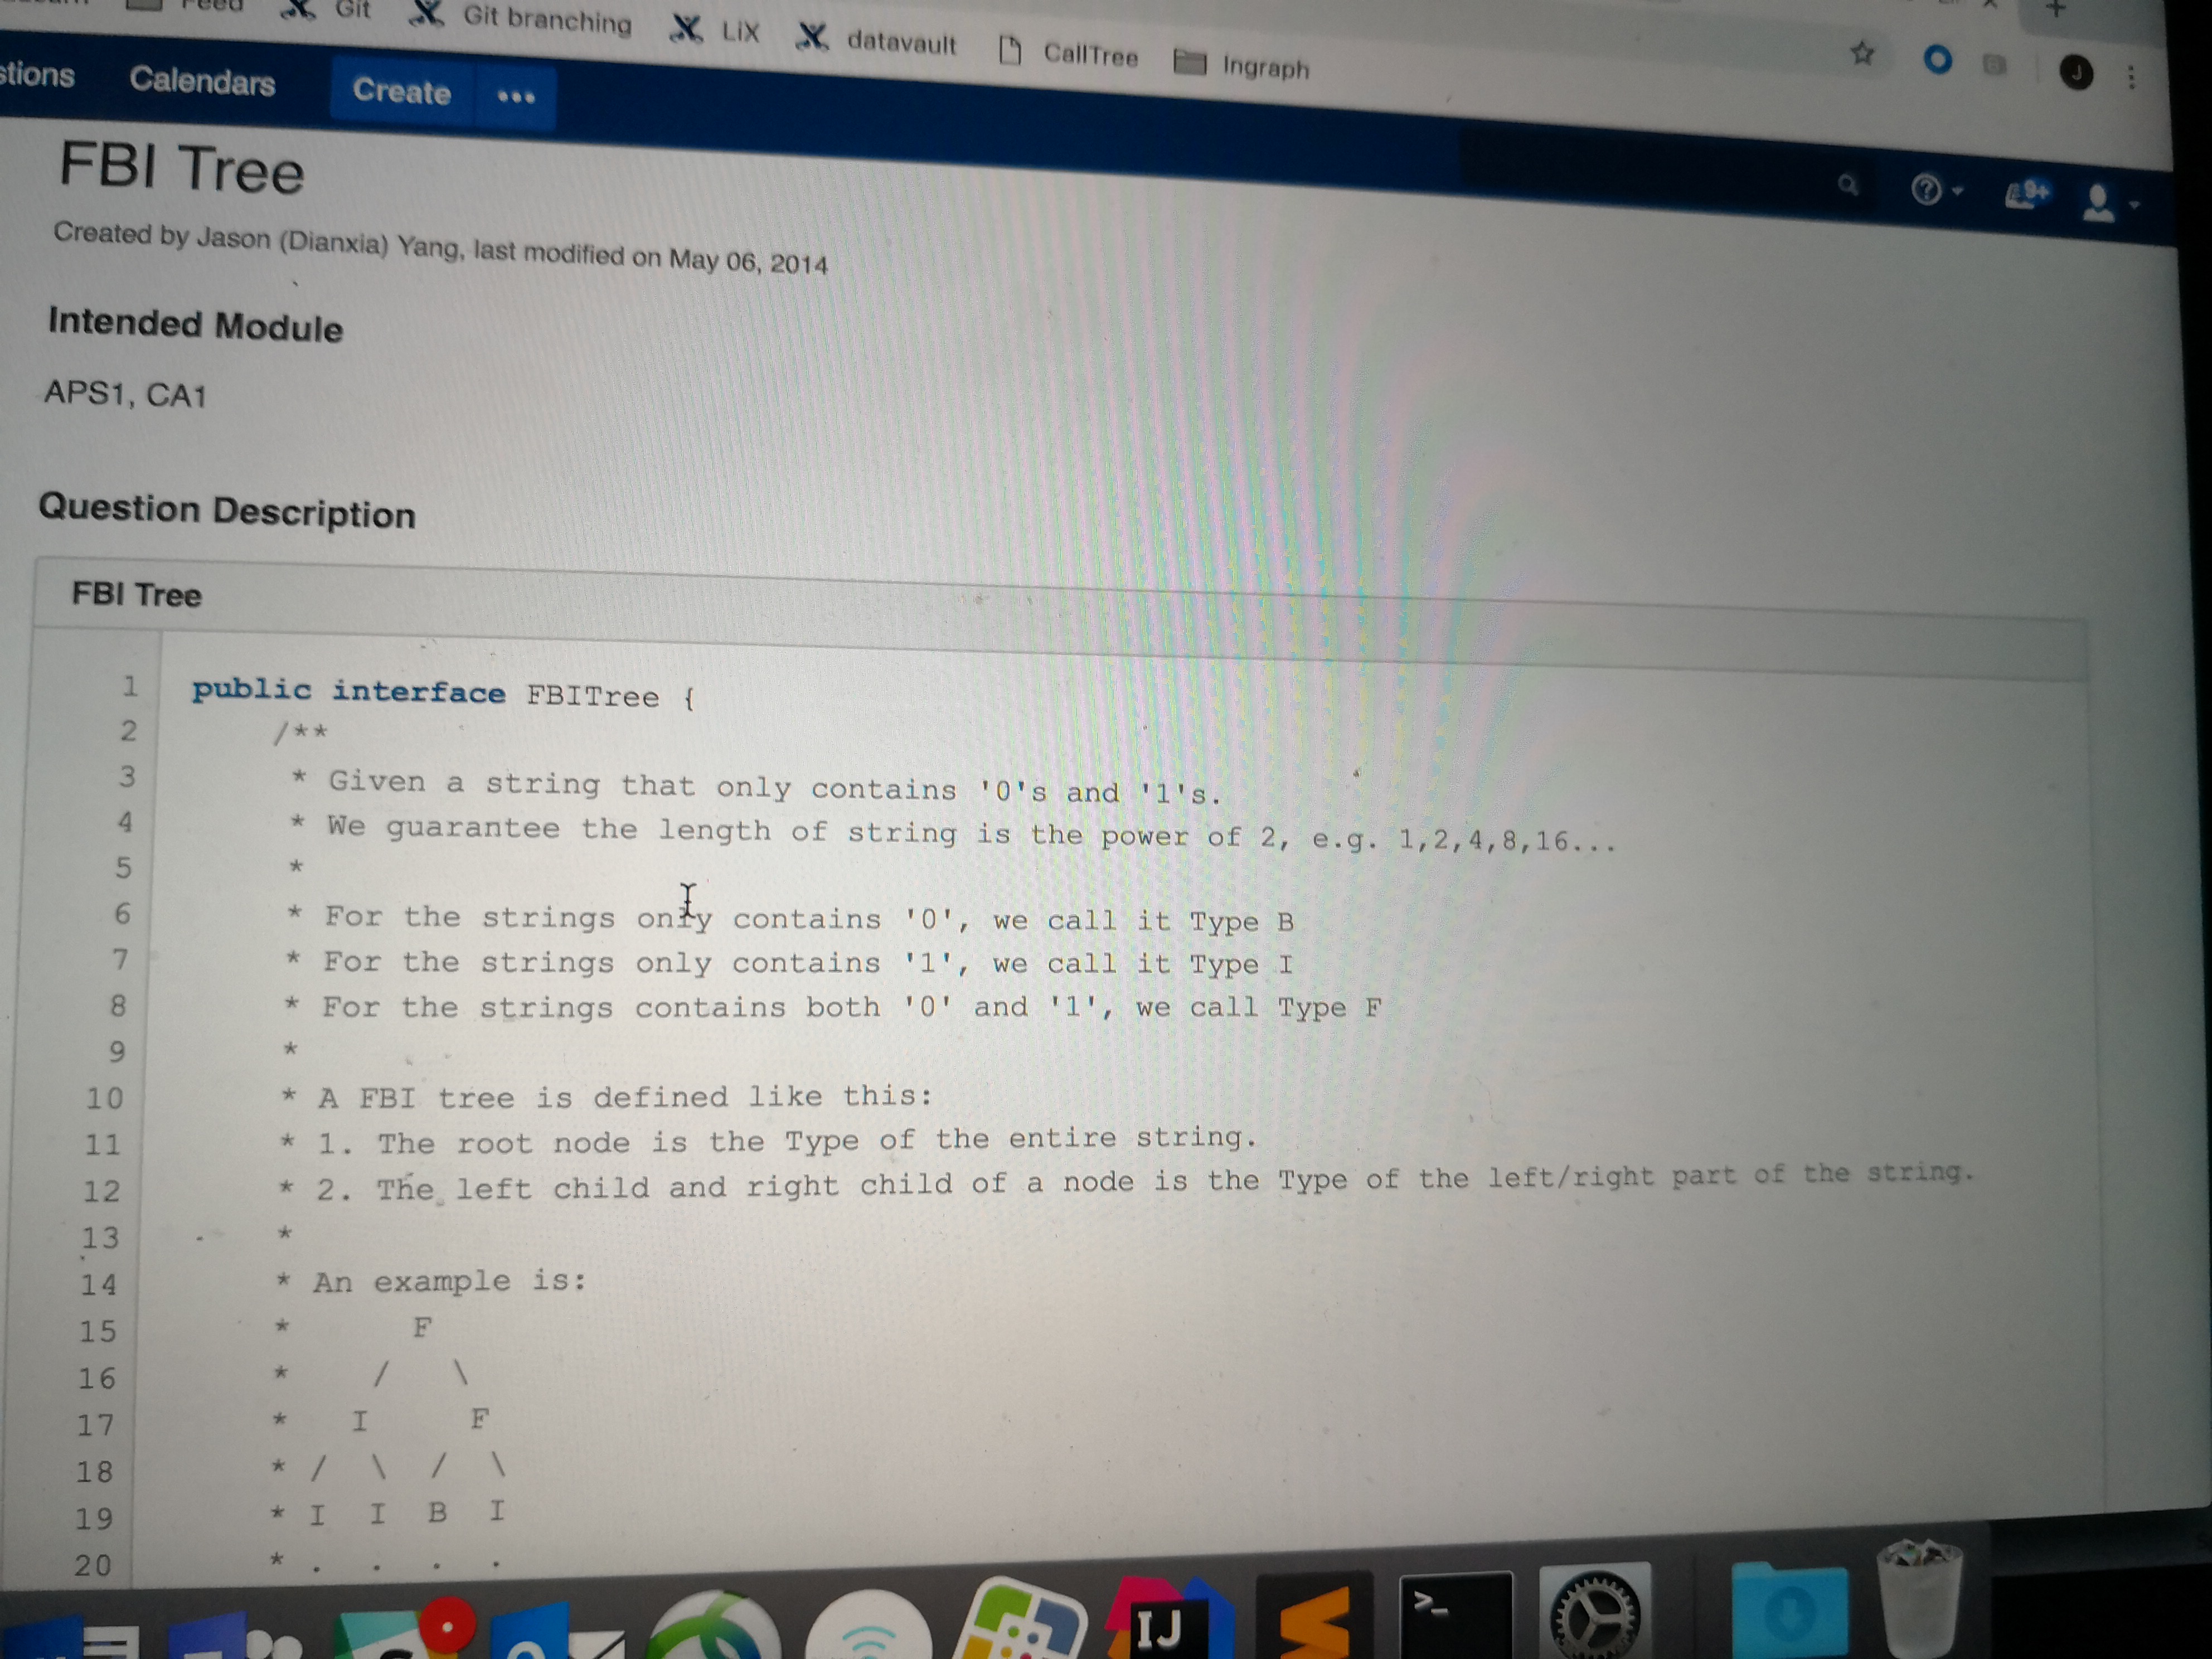 Feed Git Git branching LiX datavault CallTree Ingraph J
stions Calendars Create •••
9+
FBI Tree
Created by Jason (Dianxia) Yang, last modified on May 06, 2014
Intended Module
APS1, CA1
Question Description
FBI Tree
1 public interface FBITree {
2 /**
3 * Given a string that only contains '0's and '1's.
4 * We guarantee the length of string is the power of 2, e.g. 1,2,4,8,16...
5 *
6 * For the strings only contains '0', we call it Type B
7 * For the strings only contains '1', we call it Type I
8 * For the strings contains both '0' and '1', we call Type F
9 *
10 * A FBI tree is defined like this:
11 * 1. The root node is the Type of the entire string.
12 * 2. The left child and right child of a node is the Type of the left/right part of the string.
13 *
14 * An example is:
15 * F
16 * / \
17 * I F
18 * / \ / \
19 * I I B I
20 * . . . .
IJ >_